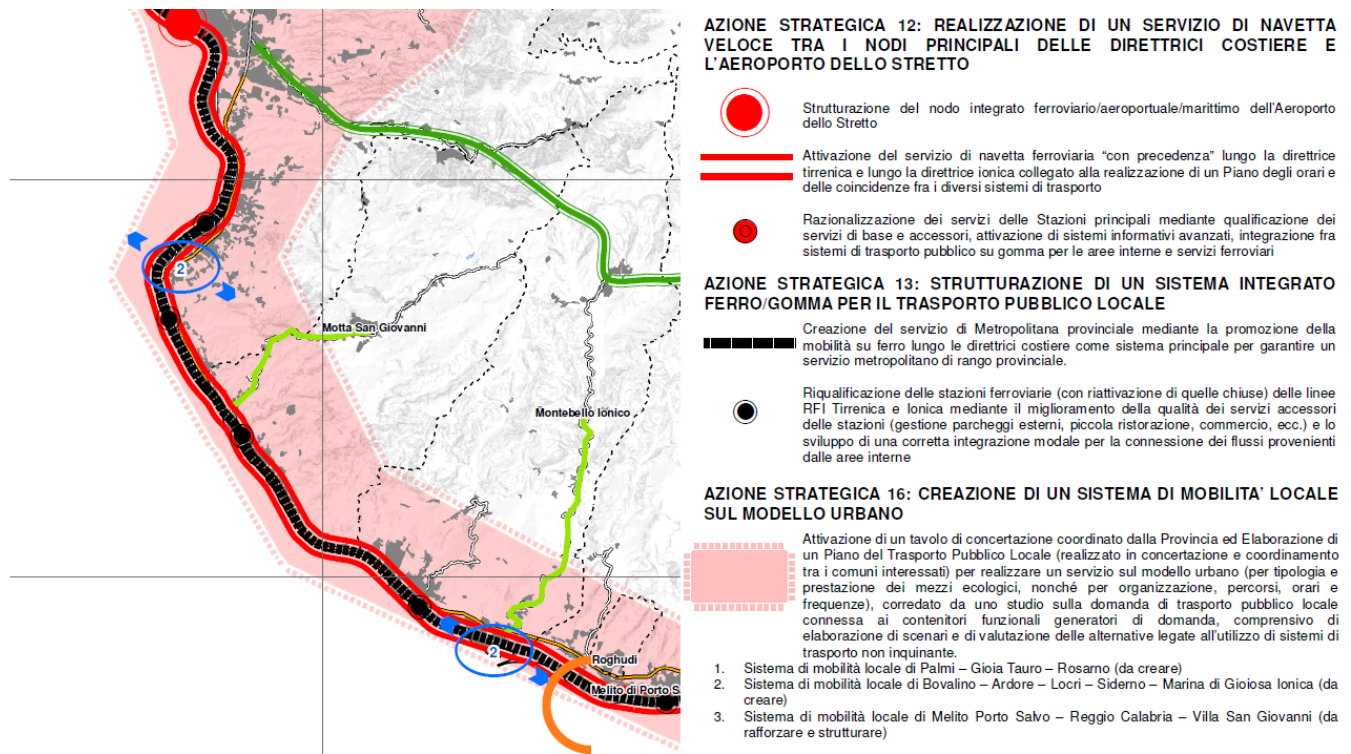 2
Motta San Giovanni
Montebello Ionico
2
Roghudi
Melito di Porto S
AZIONE STRATEGICA 12: REALIZZAZIONE DI UN SERVIZIO DI NAVETTA
VELOCE TRA I NODI PRINCIPALI DELLE DIRETTRICI COSTIERE E
L'AEROPORTO DELLO STRETTO
Strutturazione del nodo integrato ferroviario/aeroportuale/marittimo dell'Aeroporto
dello Stretto
Attivazione del servizio di navetta ferroviaria "con precedenza" lungo la direttrice
tirrenica e lungo la direttrice ionica collegato alla realizzazione di un Piano degli orari e
delle coincidenze fra i diversi sistemi di trasporto
Razionalizzazione dei servizi delle Stazioni principali mediante qualificazione dei
servizi di base e accessori, attivazione di sistemi informativi avanzati, integrazione fra
sistemi di trasporto pubblico su gomma per le aree interne e servizi ferroviari
AZIONE STRATEGICA 13: STRUTTURAZIONE DI UN SISTEMA INTEGRATO
FERRO/GOMMA PER IL TRASPORTO PUBBLICO LOCALE
Creazione del servizio di Metropolitana provinciale mediante la promozione della
mobilità su ferro lungo le direttrici costiere come sistema principale per garantire un
servizio metropolitano di rango provinciale.
Riqualificazione delle stazioni ferroviarie (con riattivazione di quelle chiuse) delle linee
RFI Tirrenica e Ionica mediante il miglioramento della qualità dei servizi accessori
delle stazioni (gestione parcheggi esterni, piccola ristorazione, commercio, ecc.) e lo
sviluppo di una corretta integrazione modale per la connessione dei flussi provenienti
dalle aree interne
AZIONE STRATEGICA 16: CREAZIONE DI UN SISTEMA DI MOBILITA' LOCALE
SUL MODELLO URBANO
Attivazione di un tavolo di concertazione coordinato dalla Provincia ed Elaborazione di
un Piano del Trasporto Pubblico Locale (realizzato in concertazione e coordinamento
tra i comuni interessati) per realizzare un servizio sul modello urbano (per tipologia e
prestazione dei mezzi ecologici, nonché per organizzazione, percorsi, orari e
frequenze), corredato da uno studio sulla domanda di trasporto pubblico locale
connessa ai contenitori funzionali generatori di domanda, comprensivo di
elaborazione di scenari e di valutazione delle alternative legate all'utilizzo di sistemi di
trasporto non inquinante.
1. Sistema di mobilità locale di Palmi – Gioia Tauro – Rosarno (da creare)
2. Sistema di mobilità locale di Bovalino – Ardore – Locri – Siderno – Marina di Gioiosa Ionica (da
creare)
3. Sistema di mobilità locale di Melito Porto Salvo – Reggio Calabria – Villa San Giovanni (da
rafforzare e strutturare)